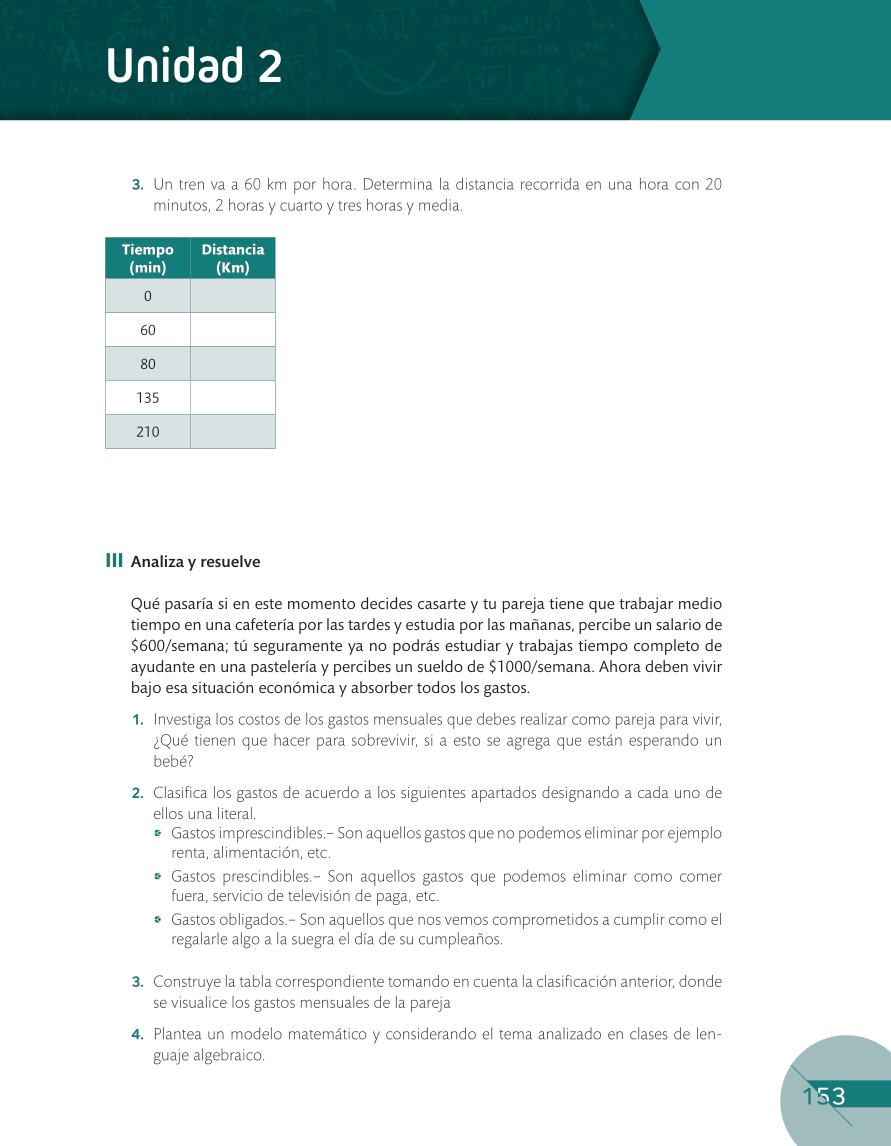 Unidad 2
3. Un tren va a 60 km por hora. Determina la distancia recorrida en una hora con 20
minutos, 2 horas y cuarto y tres horas y media.
Tiempo (min) Distancia (Km)
0
60
80
135
210
III Analiza y resuelve
Qué pasaría si en este momento decides casarte y tu pareja tiene que trabajar medio
tiempo en una cafetería por las tardes y estudia por las mañanas, percibe un salario de
$600/semana; tú seguramente ya no podrás estudiar y trabajas tiempo completo de
ayudante en una pastelería y percibes un sueldo de $1000/semana. Ahora deben vivir
bajo esa situación económica y absorber todos los gastos.
1. Investiga los costos de los gastos mensuales que debes realizar como pareja para vivir,
¿Qué tienen que hacer para sobrevivir, si a esto se agrega que están esperando un
bebé?
2. Clasifica los gastos de acuerdo a los siguientes apartados designando a cada uno de
ellos una literal.
Gastos imprescindibles.– Son aquellos gastos que no podemos eliminar por ejemplo
renta, alimentación, etc.
Gastos prescindibles.– Son aquellos gastos que podemos eliminar como comer
fuera, servicio de televisión de paga, etc.
Gastos obligados.– Son aquellos que nos vemos comprometidos a cumplir como el
regalarle algo a la suegra el día de su cumpleaños.
3. Construye la tabla correspondiente tomando en cuenta la clasificación anterior, donde
se visualice los gastos mensuales de la pareja
4. Plantea un modelo matemático y considerando el tema analizado en clases de len-
guaje algebraico.
153